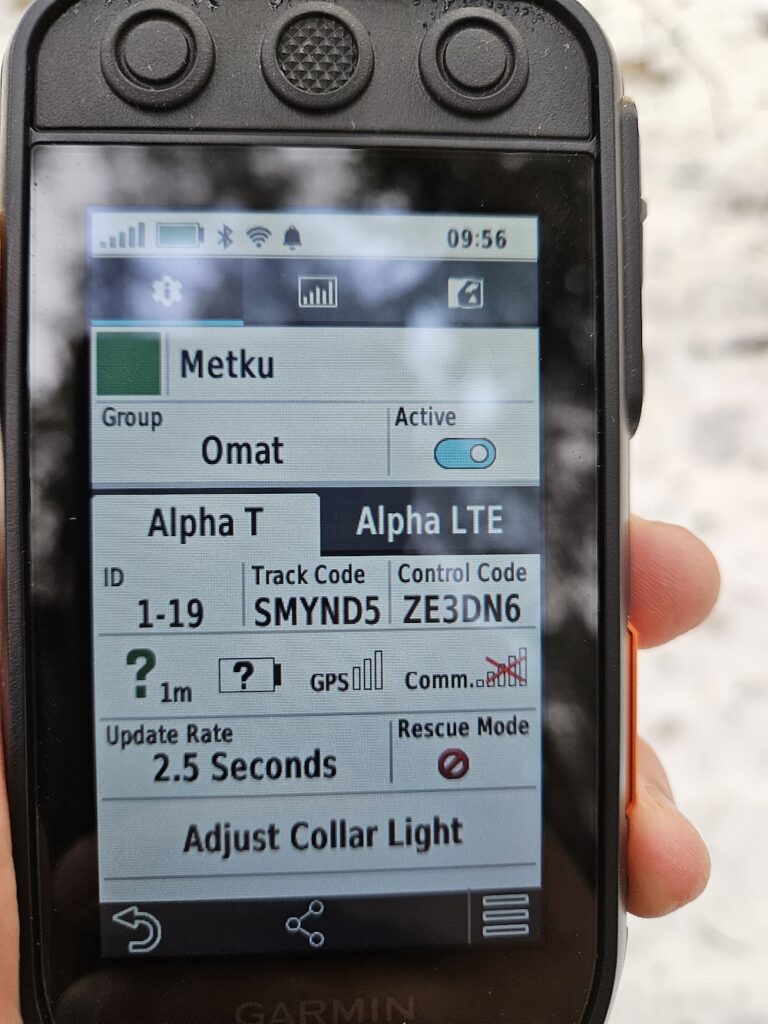 09:56
Metku
Group
Active
Omat
Alpha T
Alpha LTE
ID
Track Code
Control Code
1-19
SMYND5
ZE3DN6
? 1m
?
GPS
Comm.
Update Rate
Rescue Mode
2.5 Seconds
Adjust Collar Light
GARMIN